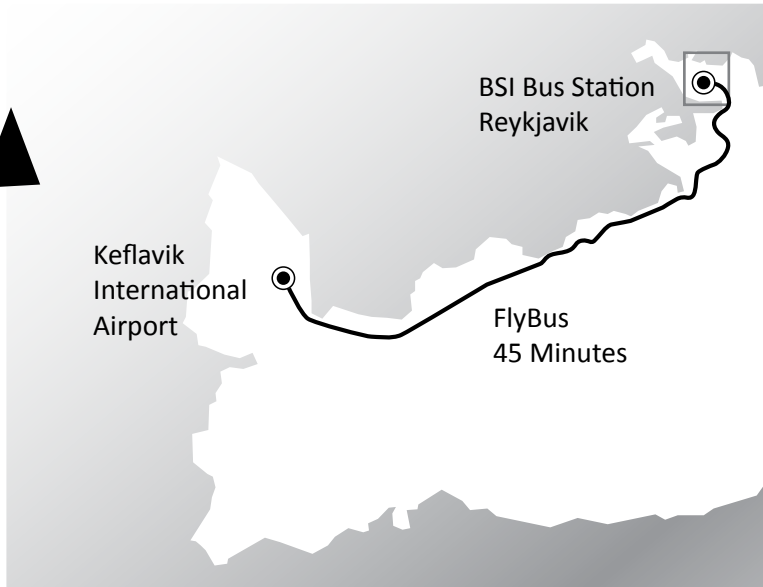 BSI Bus Station
Reykjavik
Keflavik
International
Airport
FlyBus
45 Minutes